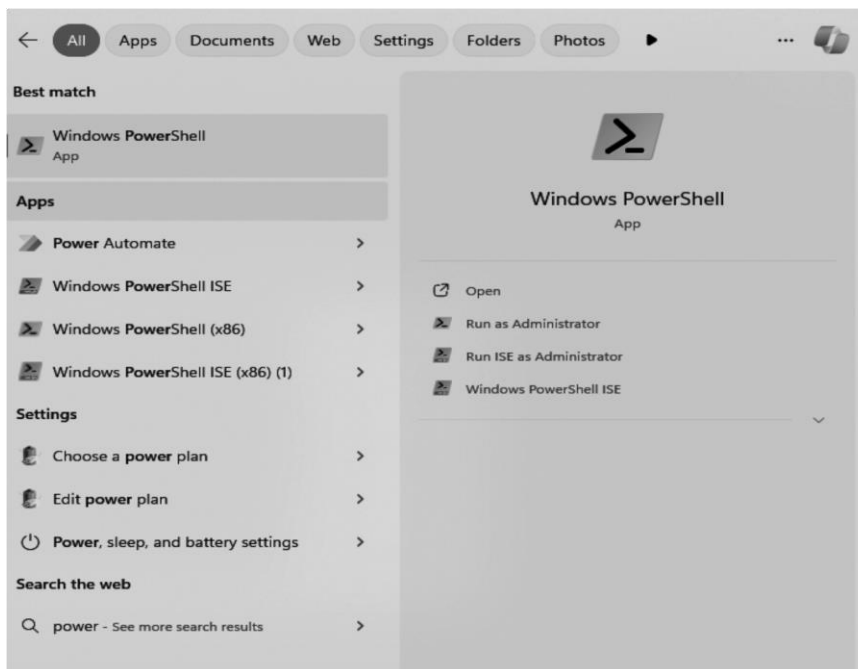 All Apps Documents Web Settings Folders Photos
Best match
Windows PowerShell
App
Apps
Power Automate
Windows PowerShell ISE
Windows PowerShell (x86)
Windows PowerShell ISE (x86) (1)
Settings
Choose a power plan
Edit power plan
Power, sleep, and battery settings
Search the web
power - See more search results
Windows PowerShell
App
Open
Run as Administrator
Run ISE as Administrator
Windows PowerShell ISE